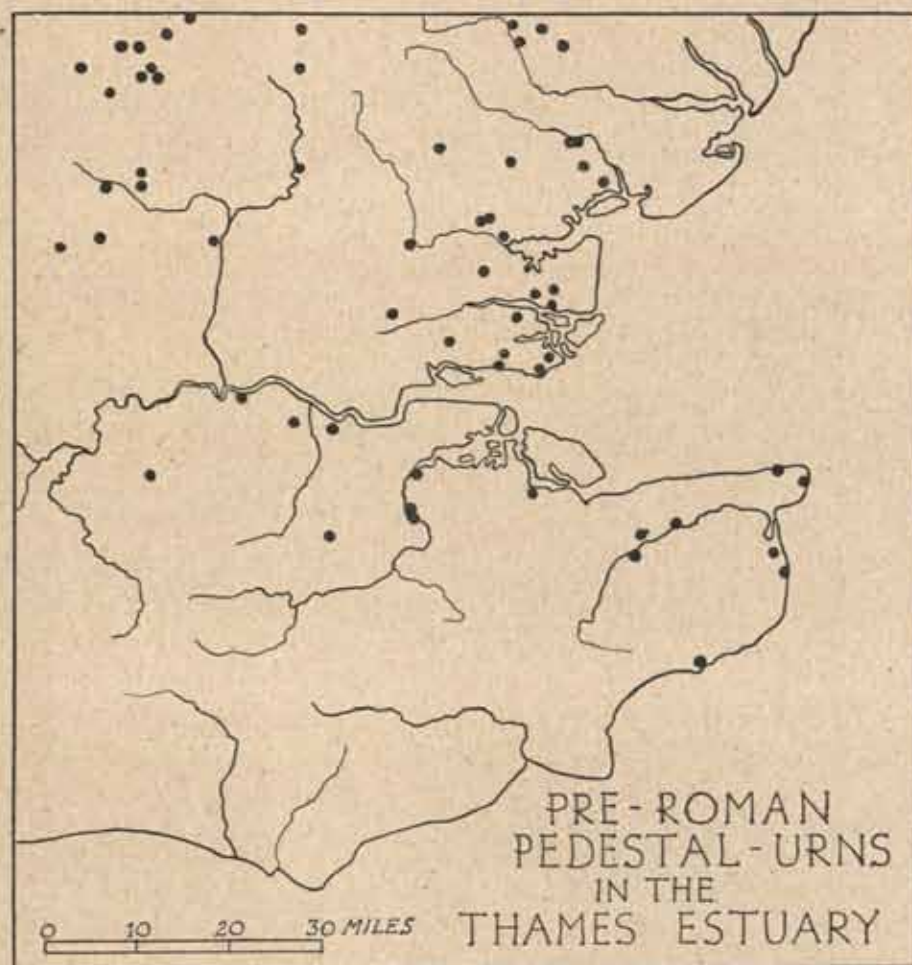 PRE-ROMAN
PEDESTAL-URNS
IN THE
THAMES ESTUARY
0 10 20 30 MILES